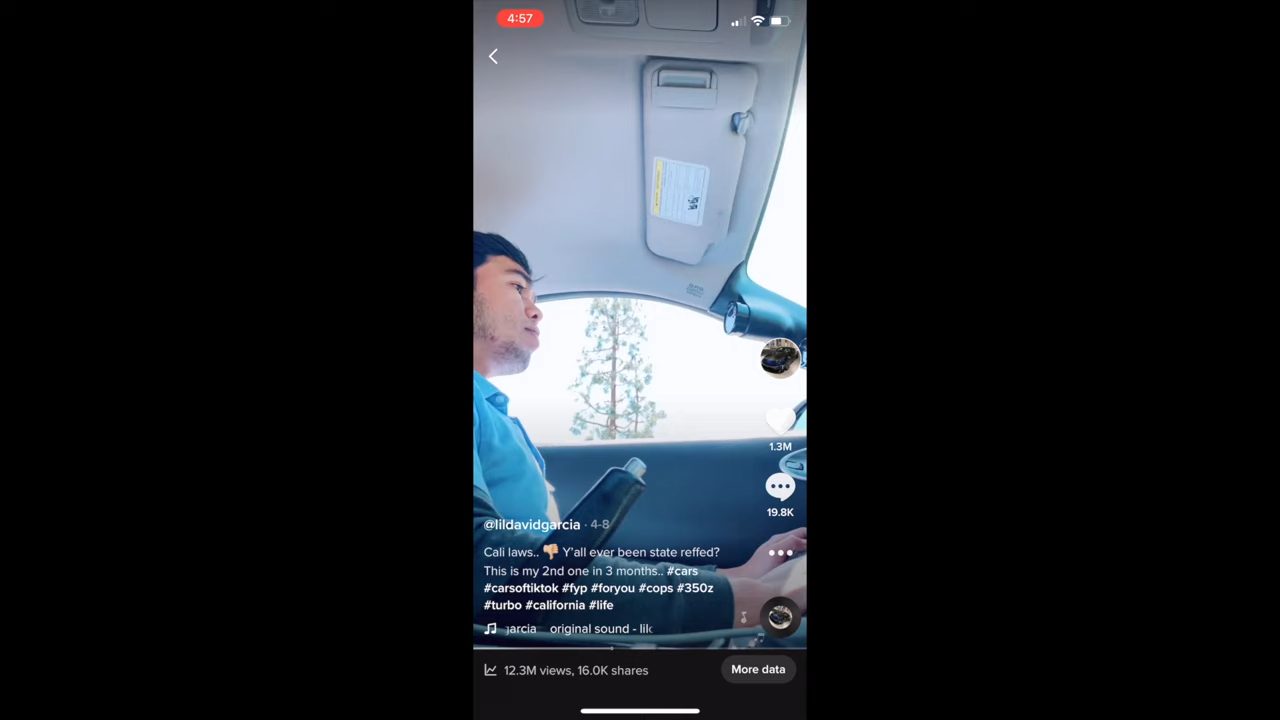 4:57
1.3M
19.8K
@lildavidgarcia · 4-8
Cali laws.. 👎🏼 Y'all ever been state reffed?
This is my 2nd one in 3 months.. #cars
#carsoftiktok #fyp #foryou #cops #350z
#turbo #california #life
garcia original sound - lil
12.3M views, 16.0K shares
More data